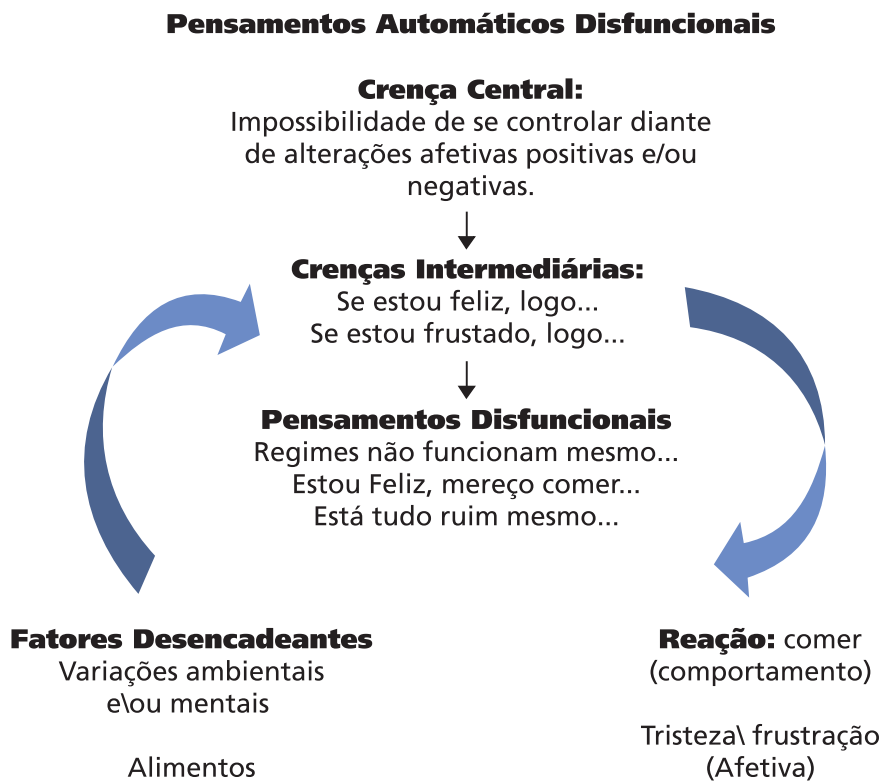 Pensamentos Automáticos Disfuncionais
Crença Central:
Impossibilidade de se controlar diante
de alterações afetivas positivas e/ou
negativas.
Crenças Intermediárias:
Se estou feliz, logo...
Se estou frustado, logo...
Pensamentos Disfuncionais
Regimes não funcionam mesmo...
Estou Feliz, mereço comer...
Está tudo ruim mesmo...
Fatores Desencadeantes
Variações ambientais
e\ou mentais
Alimentos
Reação: comer
(comportamento)
Tristeza\ frustração
(Afetiva)